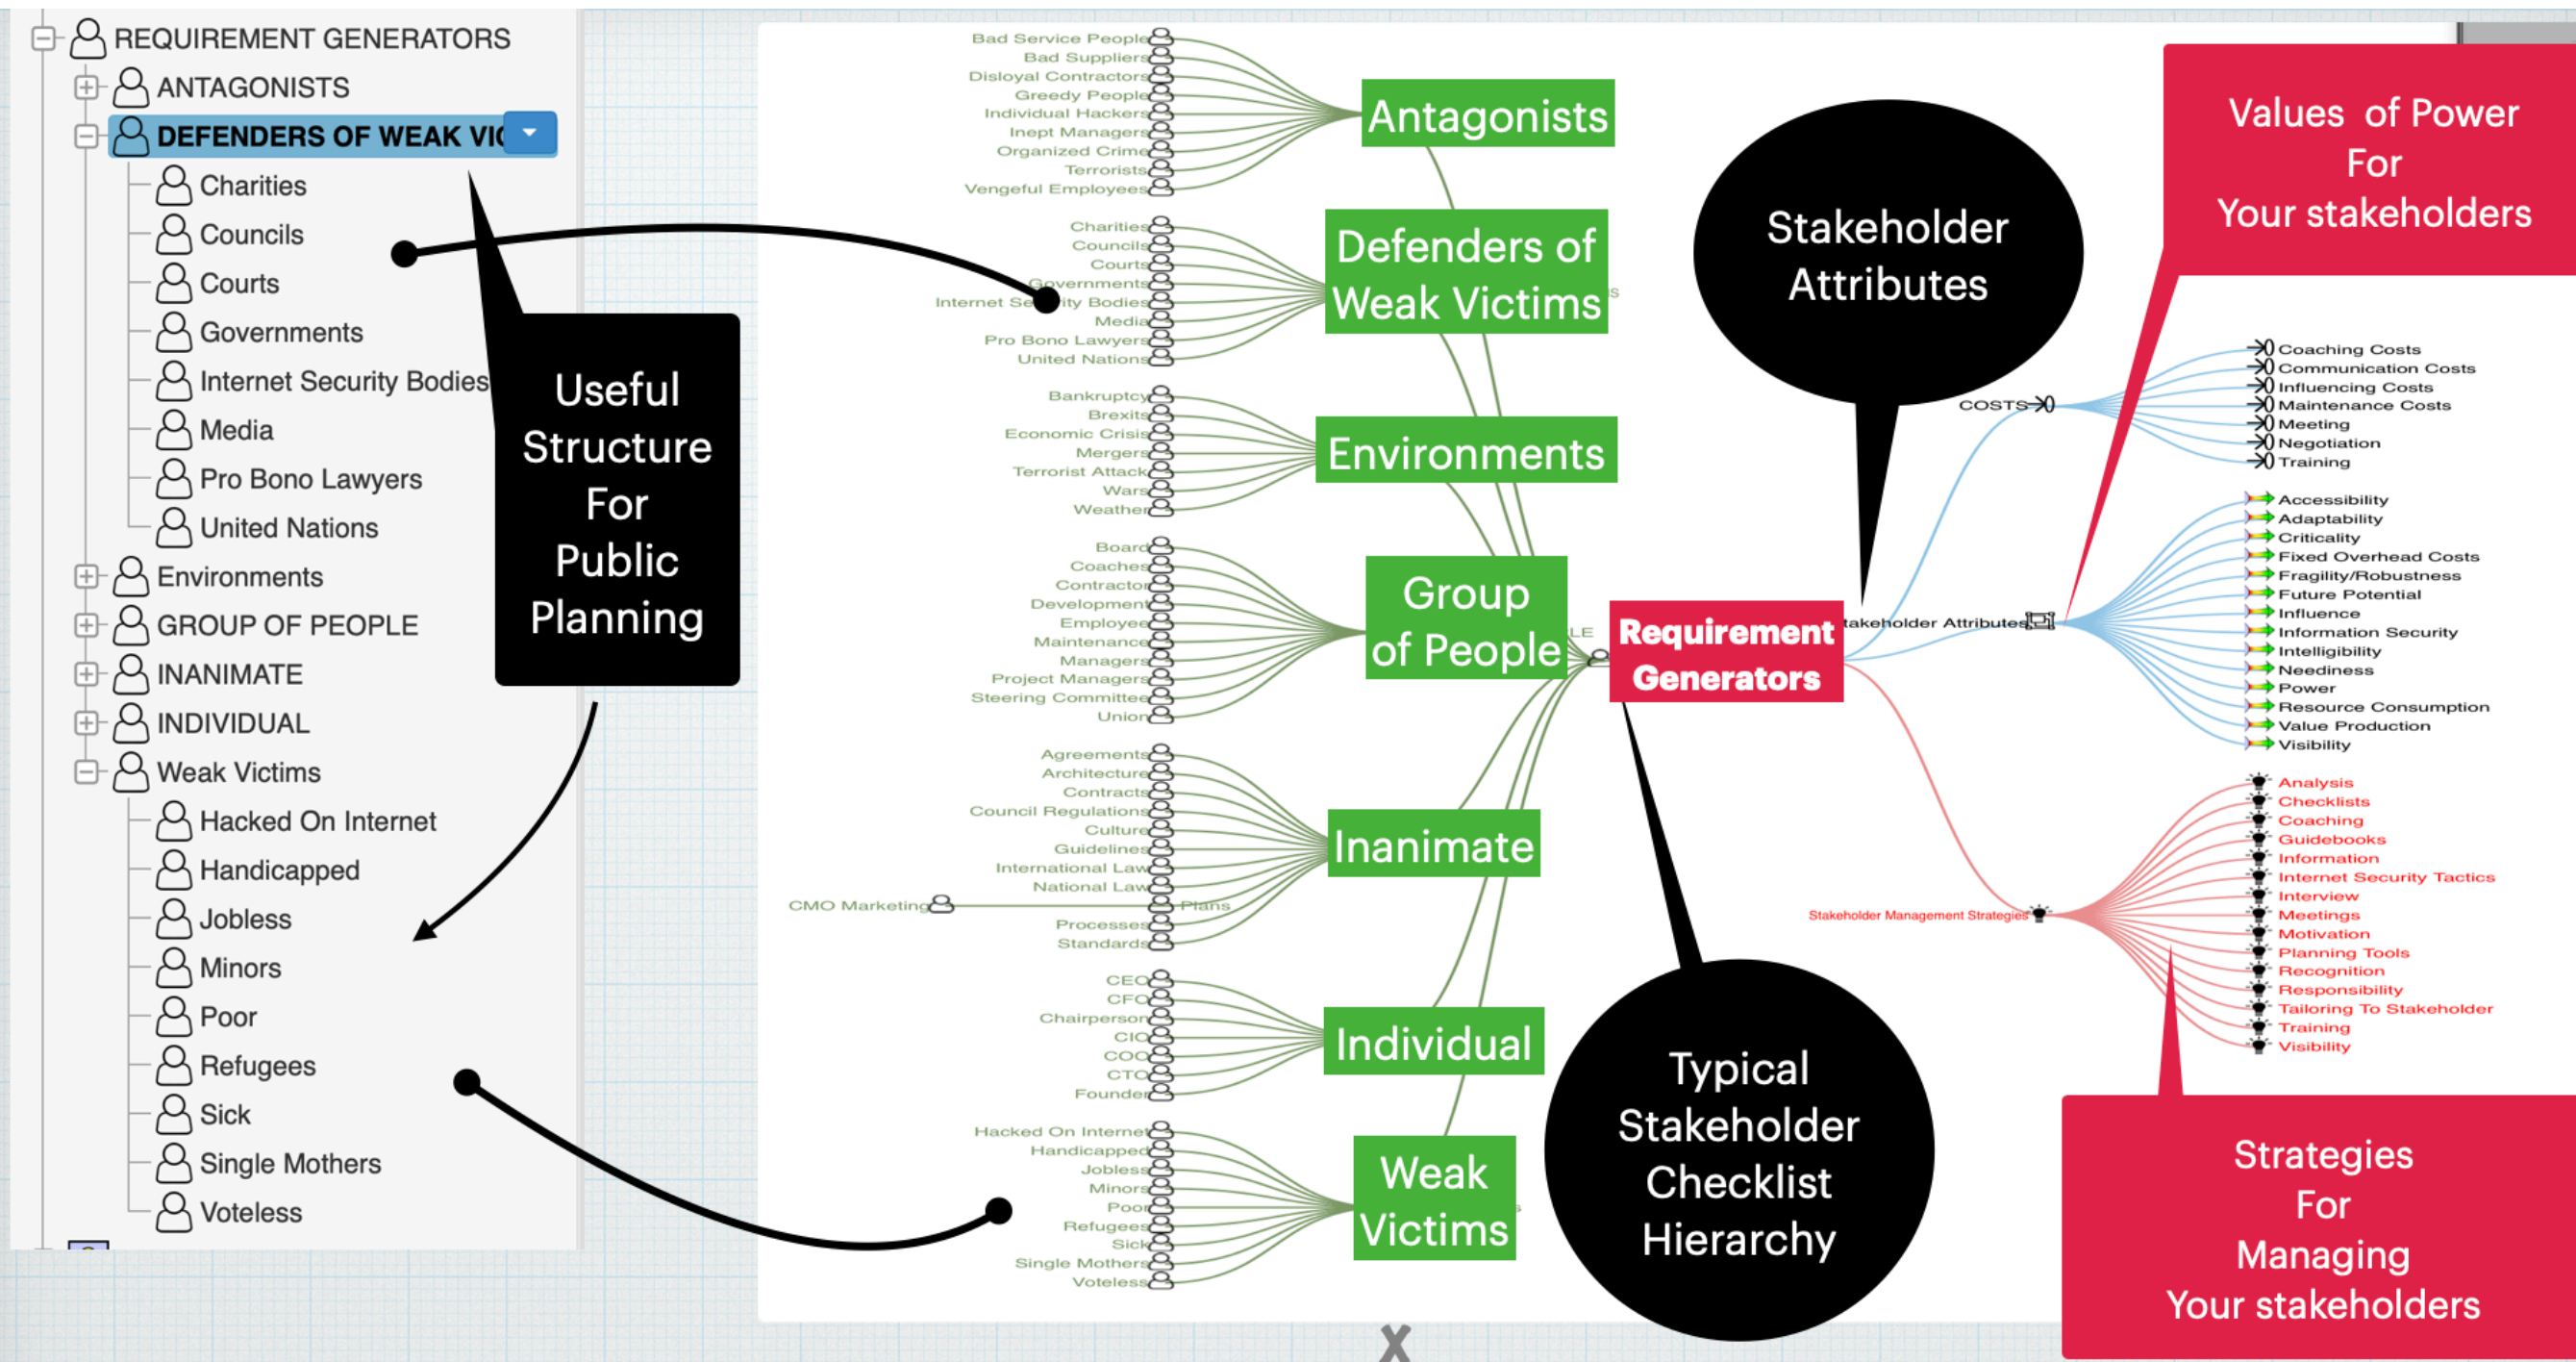 REQUIREMENT GENERATORS
ANTAGONISTS
DEFENDERS OF WEAK VIC
Charities
Councils
Courts
Governments
Internet Security Bodies
Media
Pro Bono Lawyers
United Nations
Environments
GROUP OF PEOPLE
INANIMATE
INDIVIDUAL
Weak Victims
Hacked On Internet
Handicapped
Jobless
Minors
Poor
Refugees
Sick
Single Mothers
Voteless
Useful
Structure
For
Public
Planning
Bad Service People
Bad Suppliers
Disloyal Contractors
Greedy People
Individual Hackers
Inept Managers
Organized Crime
Terrorists
Vengeful Employees
Antagonists
Charities
Councils
Courts
Governments
Internet Se ity Bodies
Media
Pro Bono Lawyers
United Nations
Defenders of
Weak Victims
s
Bankruptcy
Brexits
Economic Crisis
Mergers
Terrorist Attack
Wars
Weather
Environments
Board
Coaches
Contractor
Development
Employee
Maintenance
Managers
Project Managers
Steering Committee
Union
Group
of People
LE
Agreements
Architecture
Contracts
Council Regulations
Culture
Guidelines
International Law
National Law
CMO Marketing
Plans
Processes
Standards
Inanimate
CEO
CFO
Chairperson
CIO
COO
CTO
Founder
Individual
Hacked On Internet
Handicapped
Jobless
Minors
Poor
Refugees
Sick
Single Mothers
Voteless
Weak
Victims
s
Requirement
Generators
Stakeholder
Attributes
Typical
Stakeholder
Checklist
Hierarchy
Values of Power
For
Your stakeholders
COSTS
Coaching Costs
Communication Costs
Influencing Costs
Maintenance Costs
Meeting
Negotiation
Training
takeholder Attributes
Accessibility
Adaptability
Criticality
Fixed Overhead Costs
Fragility/Robustness
Future Potential
Influence
Information Security
Intelligibility
Neediness
Power
Resource Consumption
Value Production
Visibility
Stakeholder Management Strategies
Analysis
Checklists
Coaching
Guidebooks
Information
Internet Security Tactics
Interview
Meetings
Motivation
Planning Tools
Recognition
Responsibility
Tailoring To Stakeholder
Training
Visibility
Strategies
For
Managing
Your stakeholders
X